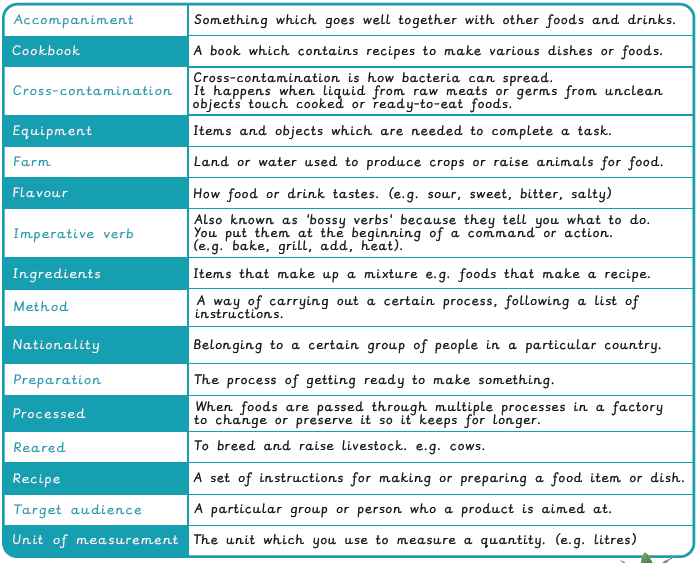 Accompaniment
Something which goes well together with other foods and drinks.
Cookbook
A book which contains recipes to make various dishes or foods.
Cross-contamination
Cross-contamination is how bacteria can spread.
It happens when liquid from raw meats or germs from unclean
objects touch cooked or ready-to-eat foods.
Equipment
Items and objects which are needed to complete a task.
Farm
Land or water used to produce crops or raise animals for food.
Flavour
How food or drink tastes. (e.g. sour, sweet, bitter, salty)
Imperative verb
Also known as 'bossy verbs' because they tell you what to do.
You put them at the beginning of a command or action.
(e.g. bake, grill, add, heat).
Ingredients
Items that make up a mixture e.g. foods that make a recipe.
Method
A way of carrying out a certain process, following a list of
instructions.
Nationality
Belonging to a certain group of people in a particular country.
Preparation
The process of getting ready to make something.
Processed
When foods are passed through multiple processes in a factory
to change or preserve it so it keeps for longer.
Reared
To breed and raise livestock. e.g. cows.
Recipe
A set of instructions for making or preparing a food item or dish.
Target audience
A particular group or person who a product is aimed at.
Unit of measurement
The unit which you use to measure a quantity. (e.g. litres)